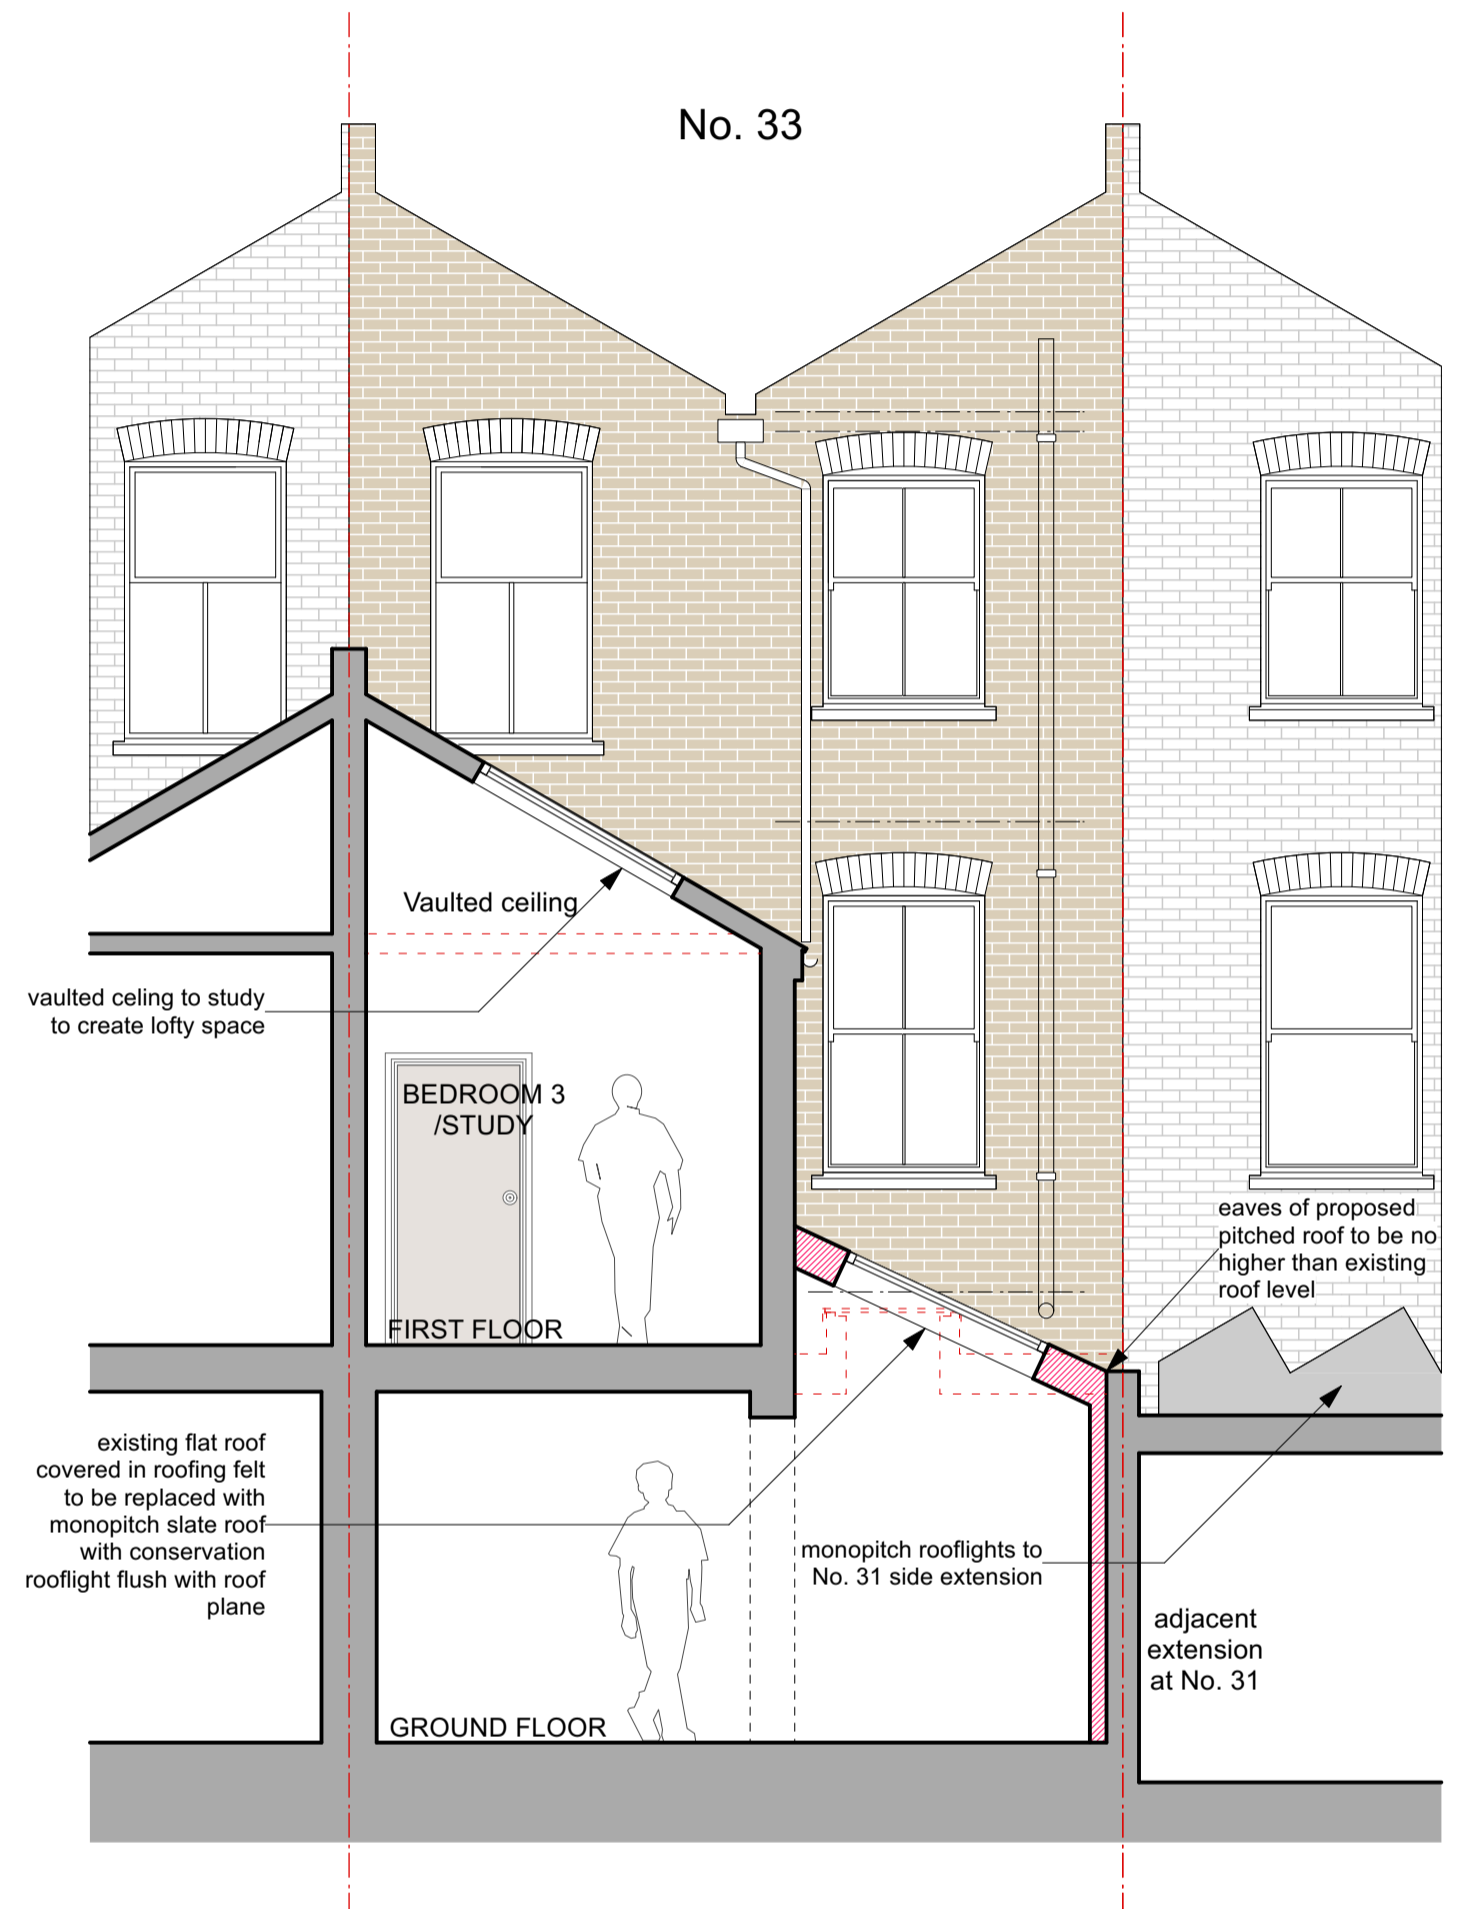 No. 33
Vaulted ceiling
vaulted celing to study
to create lofty space
BEDROOM 3
/STUDY
eaves of proposed
pitched roof to be no
higher than existing
roof level
FIRST FLOOR
existing flat roof
covered in roofing felt
to be replaced with
monopitch slate roof
with conservation
rooflight flush with roof
plane
monopitch rooflights to
No. 31 side extension
adjacent
extension
at No. 31
GROUND FLOOR